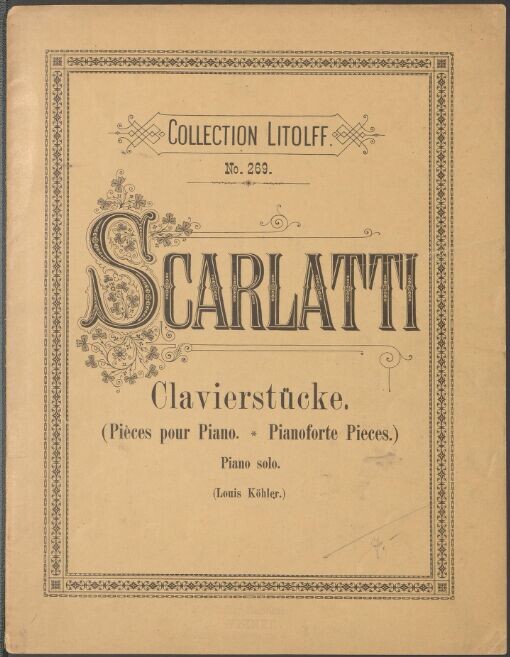 COLLECTION LITOLFF.
No. 269.
SCARLATTI
Clavierstücke.
(Pièces pour Piano. * Pianoforte Pieces.)
Piano solo.
(Louis Köhler.)